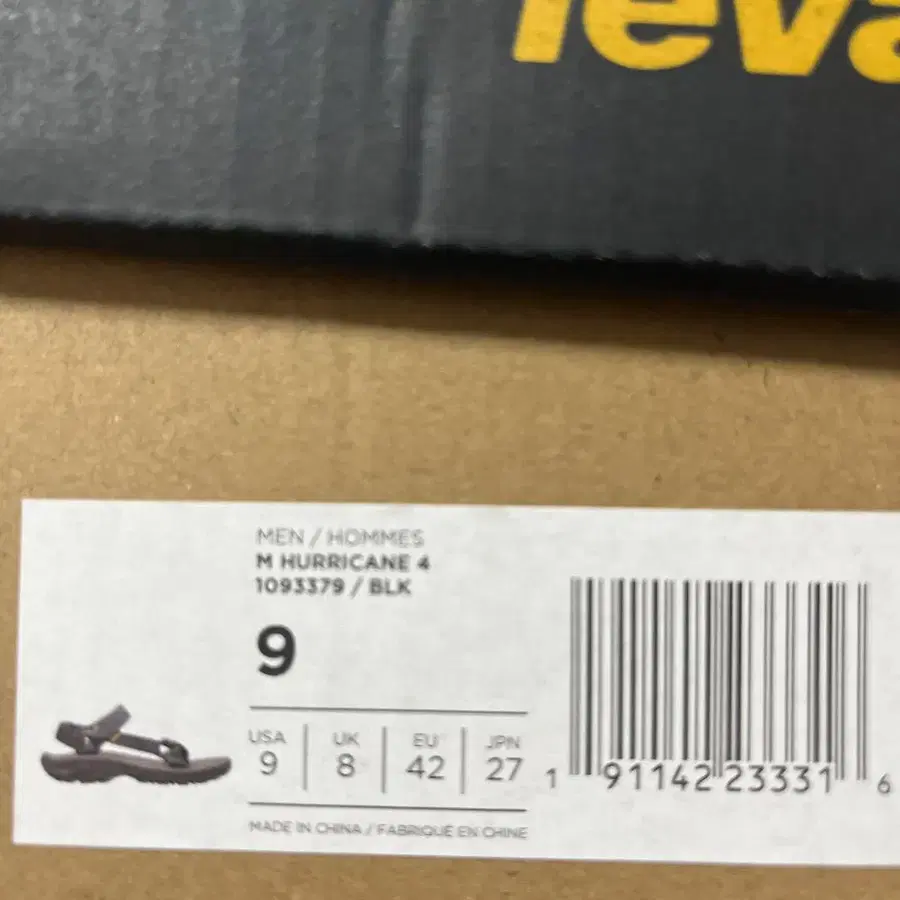 Teva
MEN / HOMMES
M HURRICANE 4
1093379 / BLK
9
USA UK EU JPN
9 8 42 27
MADE IN CHINA / FABRIQUÉ EN CHINE
1 91142 23331 6